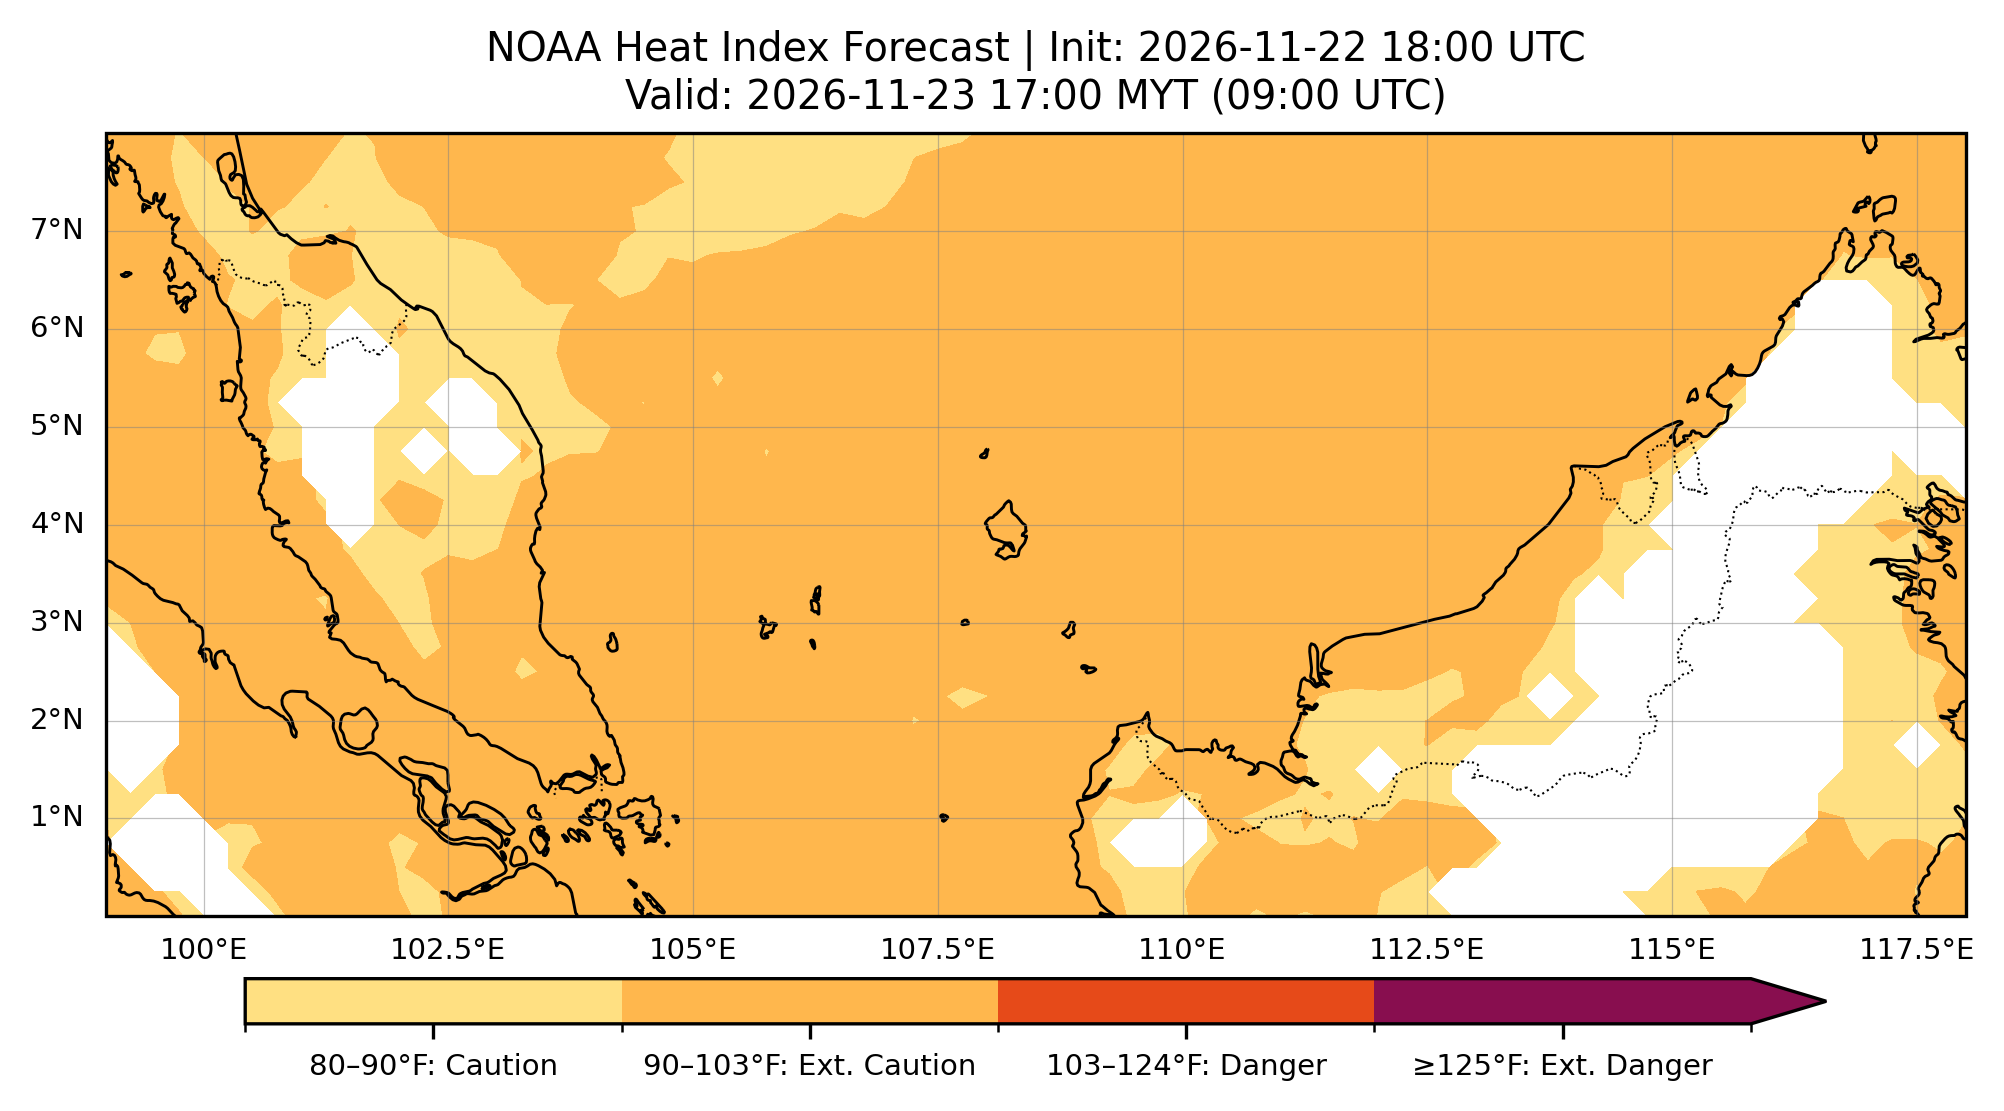 NOAA Heat Index Forecast | Init: 2026-11-22 18:00 UTC
Valid: 2026-11-23 17:00 MYT (09:00 UTC)
7°N
6°N
5°N
4°N
3°N
2°N
1°N
100°E 102.5°E 105°E 107.5°E 110°E 112.5°E 115°E 117.5°E
80–90°F: Caution 90–103°F: Ext. Caution 103–124°F: Danger ≥125°F: Ext. Danger